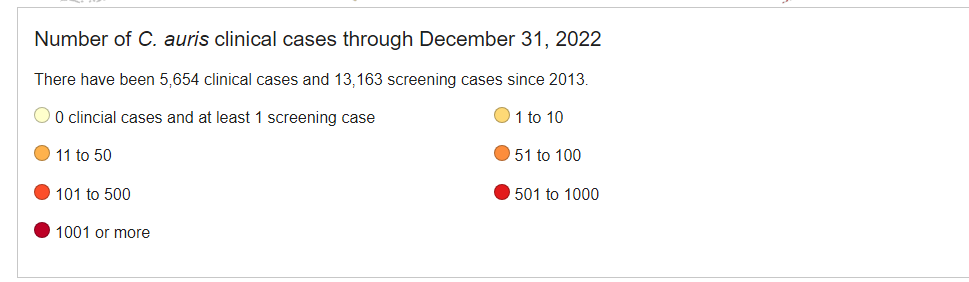 Number of C. auris clinical cases through December 31, 2022
There have been 5,654 clinical cases and 13,163 screening cases since 2013.
0 clincial cases and at least 1 screening case
1 to 10
11 to 50
51 to 100
101 to 500
501 to 1000
1001 or more